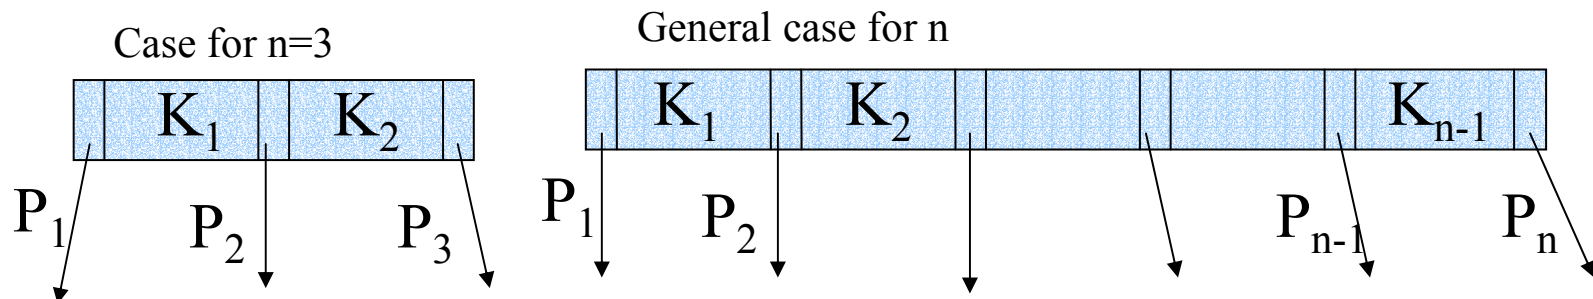 Case for n=3
General case for n
K₁ K₂
K₁ K₂ Kₙ₋₁
P₁ P₂ P₃
P₁ P₂ Pₙ₋₁ Pₙ